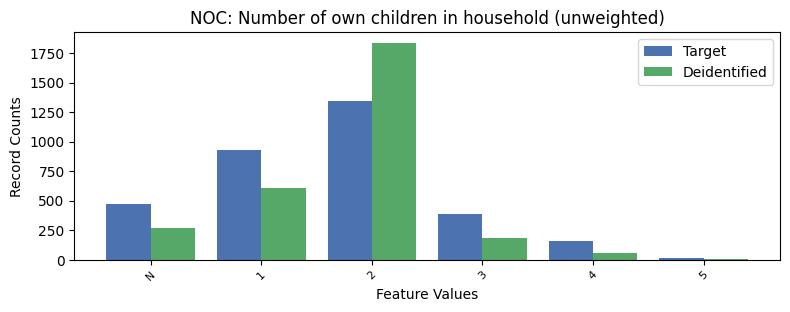 NOC: Number of own children in household (unweighted)
Target
Deidentified
Record Counts
1750
1500
1250
1000
750
500
250
0
N
1
2
3
4
5
Feature Values